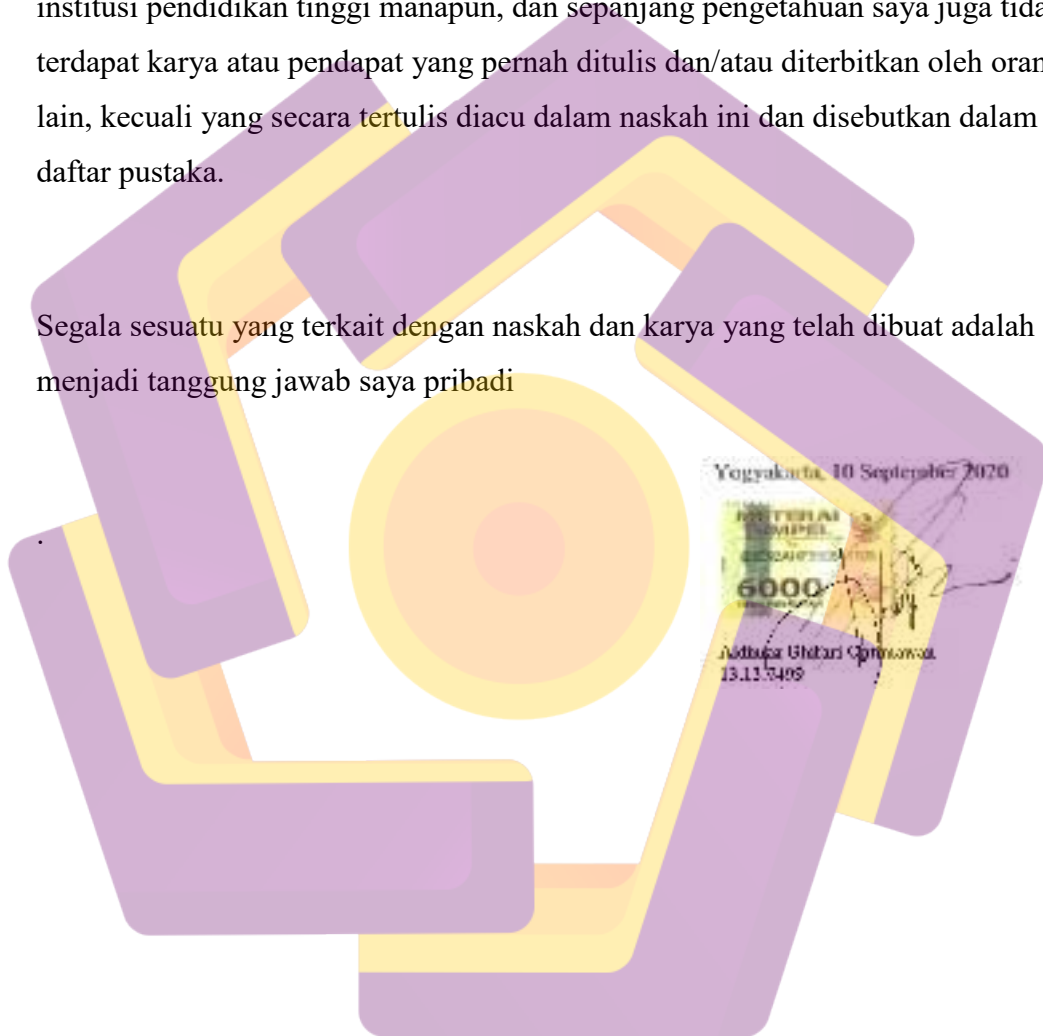 institusi pendidikan tinggi manapun, dan sepanjang pengetahuan saya juga tida
terdapat karya atau pendapat yang pernah ditulis dan/atau diterbitkan oleh oran
lain, kecuali yang secara tertulis diacu dalam naskah ini dan disebutkan dalam
daftar pustaka.
Segala sesuatu yang terkait dengan naskah dan karya yang telah dibuat adalah
menjadi tanggung jawab saya pribadi
Yogyakarta, 10 September 2020
.
METERAI
TEMPEL
6000
13.12.7499